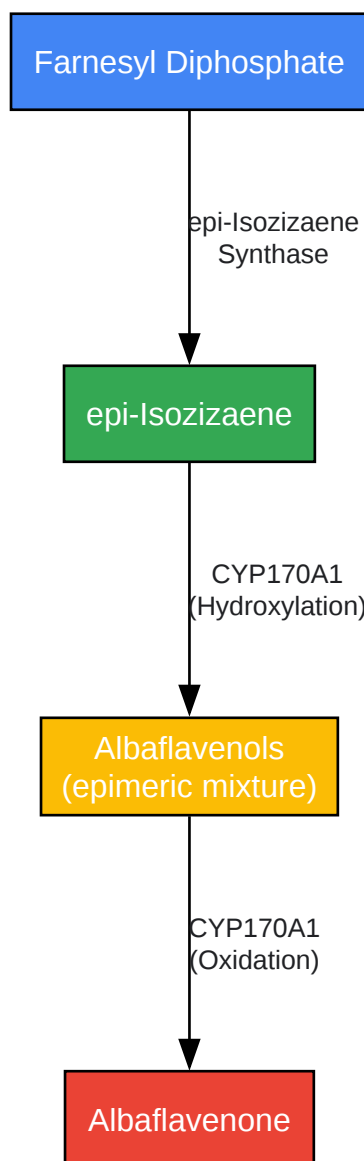 Farnesyl Diphosphate
epi-Isozizaene
Synthase
epi-Isozizaene
CYP170A1
(Hydroxylation)
Albaflavenols
(epimeric mixture)
CYP170A1
(Oxidation)
Albaflavenone